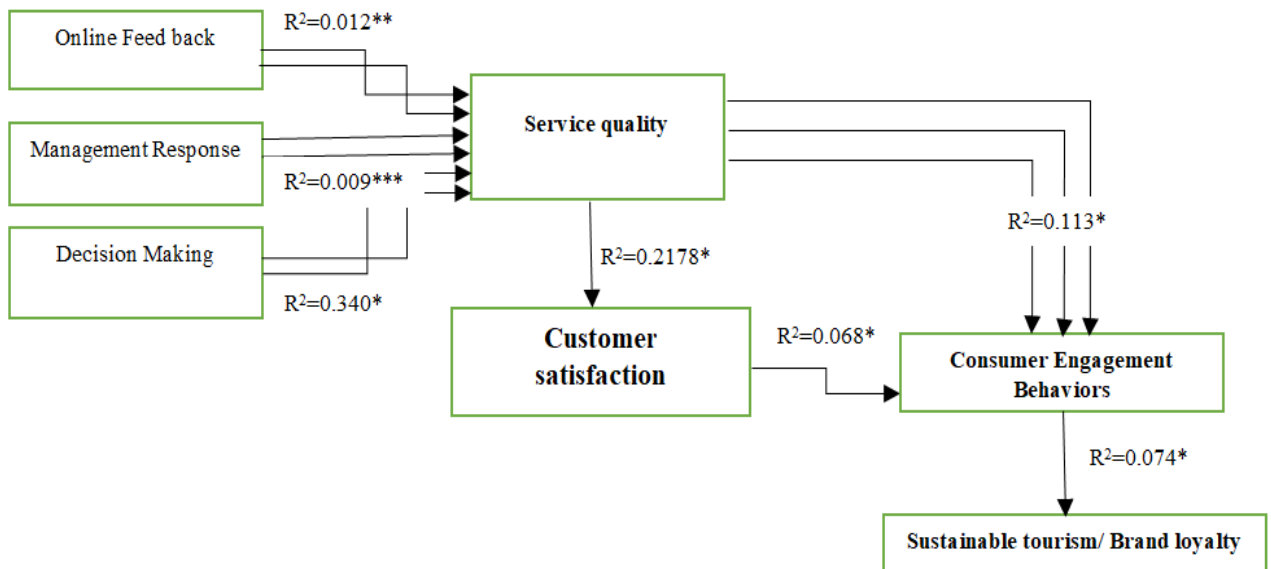 Online Feed back
R²=0.012**
Service quality
Management Response
R²=0.009***
Decision Making
R²=0.340*
R²=0.2178*
R²=0.113*
Customer
satisfaction
R²=0.068*
Consumer Engagement
Behaviors
R²=0.074*
Sustainable tourism/ Brand loyalty